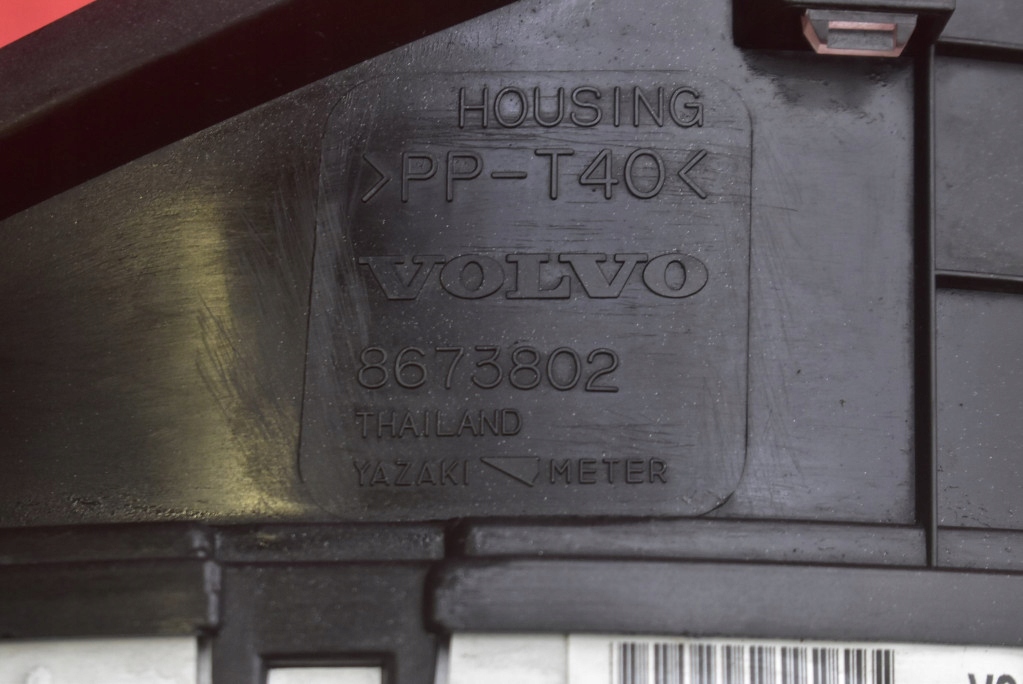 HOUSING
>PP-T40<
VOLVO
8673802
THAILAND
YAZAKI METER